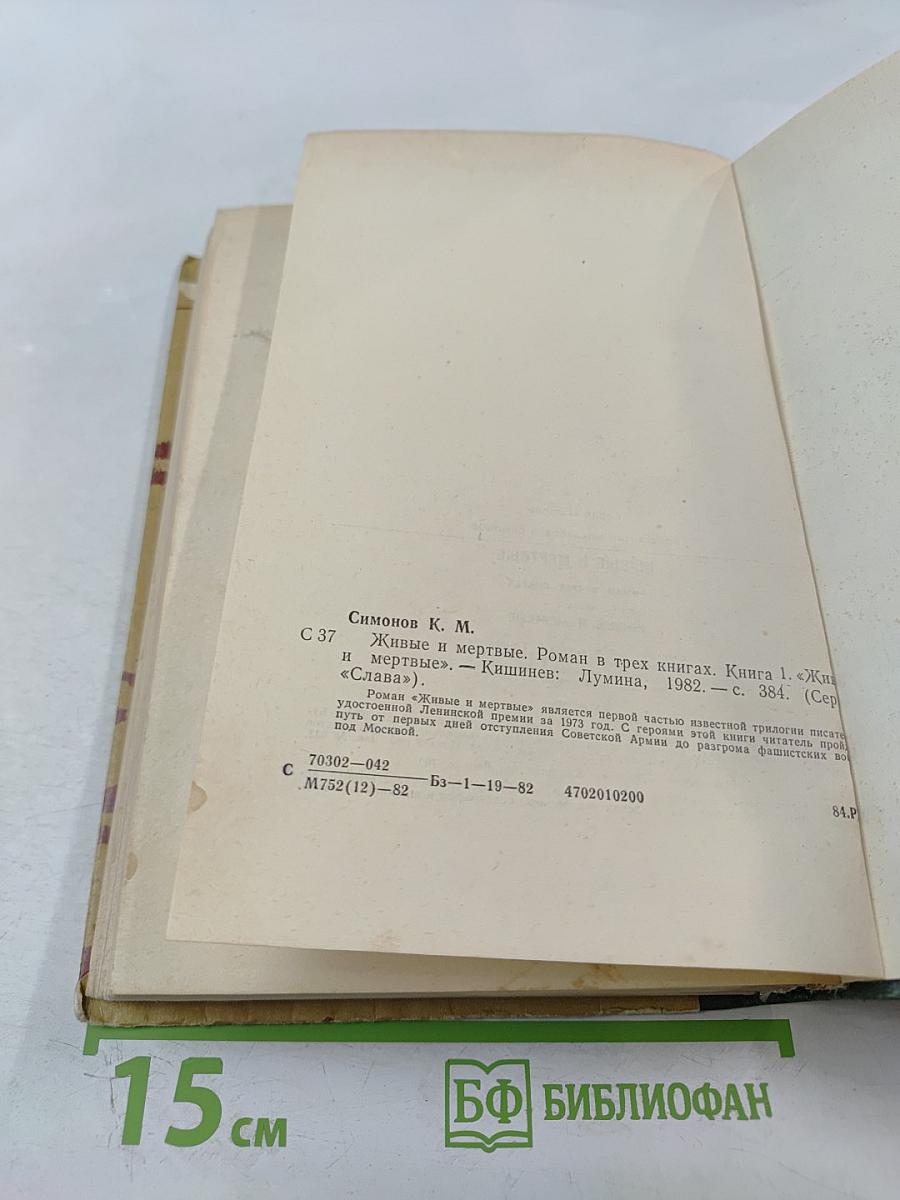 Симонов К. М.
С 37 Живые и мертвые. Роман в трех книгах. Книга 1. «Жив
и мертвые». — Кишинев: Лумина, 1982. — с. 384. (Сер
«Слава»).
Роман «Живые и мертвые» является первой частью известной трилогии писате
удостоенной Ленинской премии за 1973 год. С героями этой книги читатель прой
путь от первых дней отступления Советской Армии до разгрома фашистских во
под Москвой.
С 70302—042
М752(12)—82
Бз—1—19—82 4702010200
84.Р
15 см
БФ БИБЛИОФАН